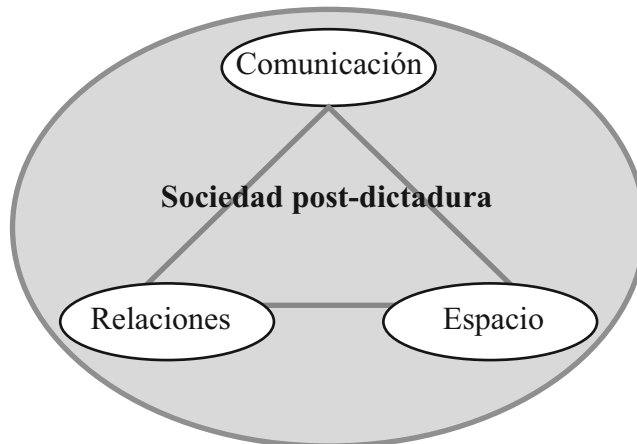 Comunicación
Sociedad post-dictadura
Relaciones
Espacio